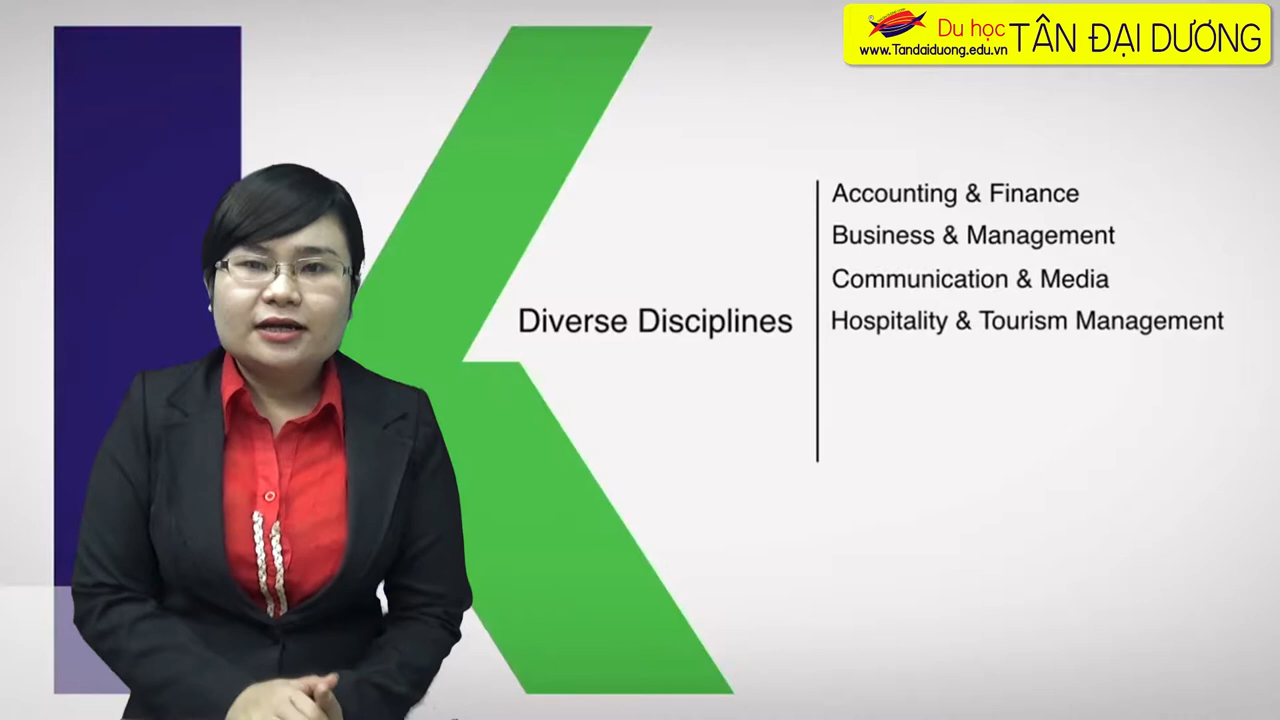 Du học
www.Tandaiduong.edu.vn
TÂN ĐẠI DƯƠNG
Diverse Disciplines
Accounting & Finance
Business & Management
Communication & Media
Hospitality & Tourism Management